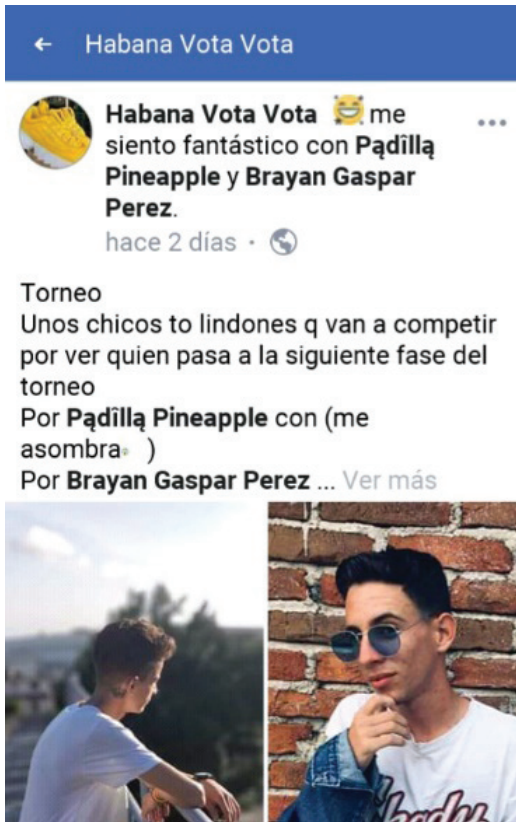 Habana Vota Vota
Habana Vota Vota me
siento fantástico con Pądîllą
Pineapple y Brayan Gaspar
Perez.
hace 2 días ·
Torneo
Unos chicos to lindones q van a competir
por ver quien pasa a la siguiente fase del
torneo
Por Pądîllą Pineapple con (me
asombra )
Por Brayan Gaspar Perez ... Ver más